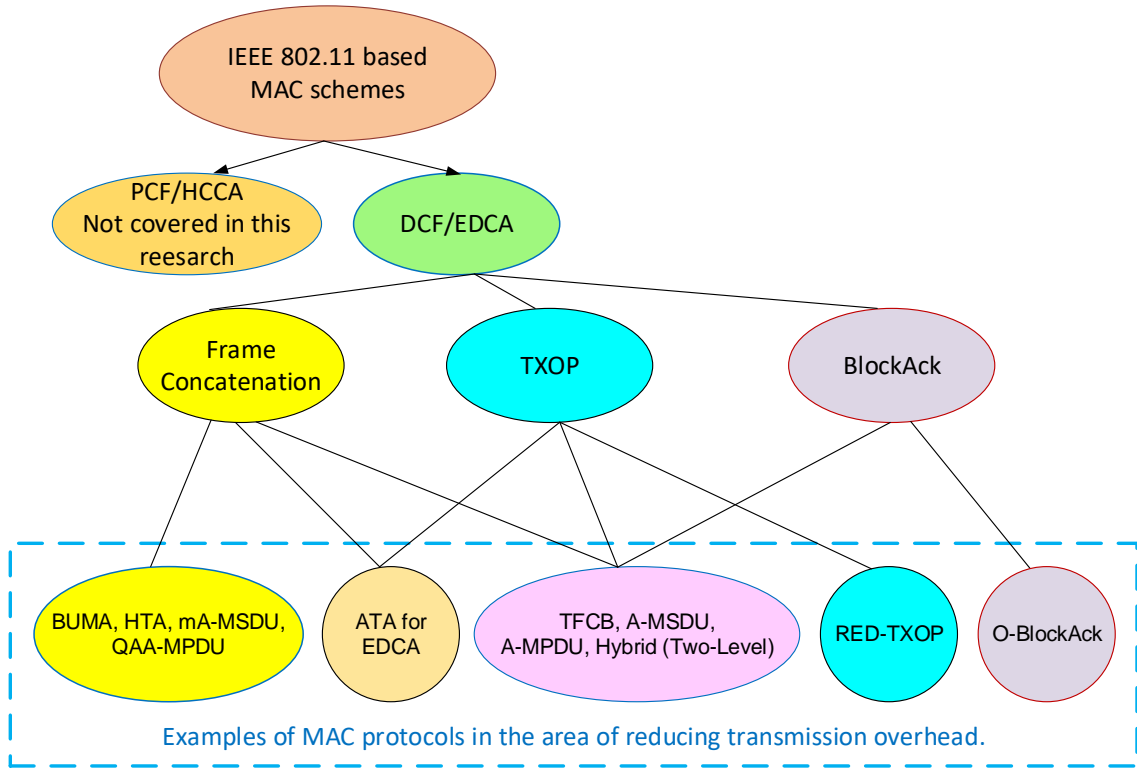 IEEE 802.11 based
MAC schemes
PCF/HCCA
Not covered in this
reesarch
DCF/EDCA
Frame
Concatenation
TXOP
BlockAck
BUMA, HTA, mA-MSDU,
QAA-MPDU
ATA for
EDCA
TFCB, A-MSDU,
A-MPDU, Hybrid (Two-Level)
RED-TXOP
O-BlockAck
Examples of MAC protocols in the area of reducing transmission overhead.